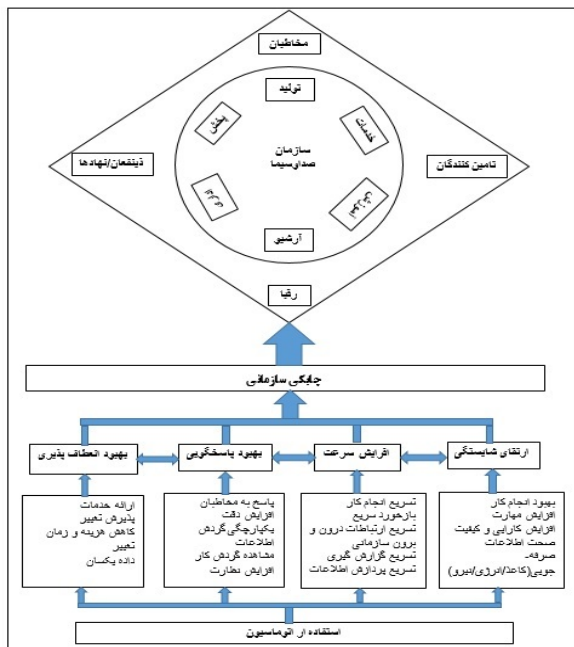 مخاطبان
تولید
خدمات
پخش
سازمان
صداوسیما
ذینفعان/نهادها
تامین کنندگان
اداری
آموزش
آرشیو
رقبا
چابکی سازمانی
ارتقای شایستگی
افزایش سرعت
بهبود پاسخگویی
بهبود انعطاف پذیری
بهبود انجام کار
افزایش مهارت
افزایش کارایی و کیفیت
صحت اطلاعات
صرفه-
جویی(کاغذ/انرژی/نیرو)
تسریع انجام کار
بازخورد سریع
تسریع ارتباطات درون و
برون سازمانی
تسریع گزارش گیری
تسریع پردازش اطلاعات
پاسخ به مخاطبان
افزایش دقت
یکپارچگی گردش
اطلاعات
مشاهده گردش کار
افزایش نظارت
ارائه خدمات
پذیرش تغییر
کاهش هزینه و زمان
تغییر
داده یکسان
استفاده از اتوماسیون